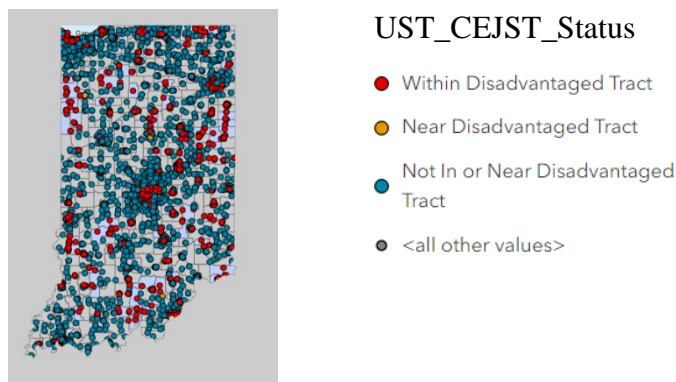 UST_CEJST_Status
Within Disadvantaged Tract
Near Disadvantaged Tract
Not In or Near Disadvantaged
Tract
<all other values>